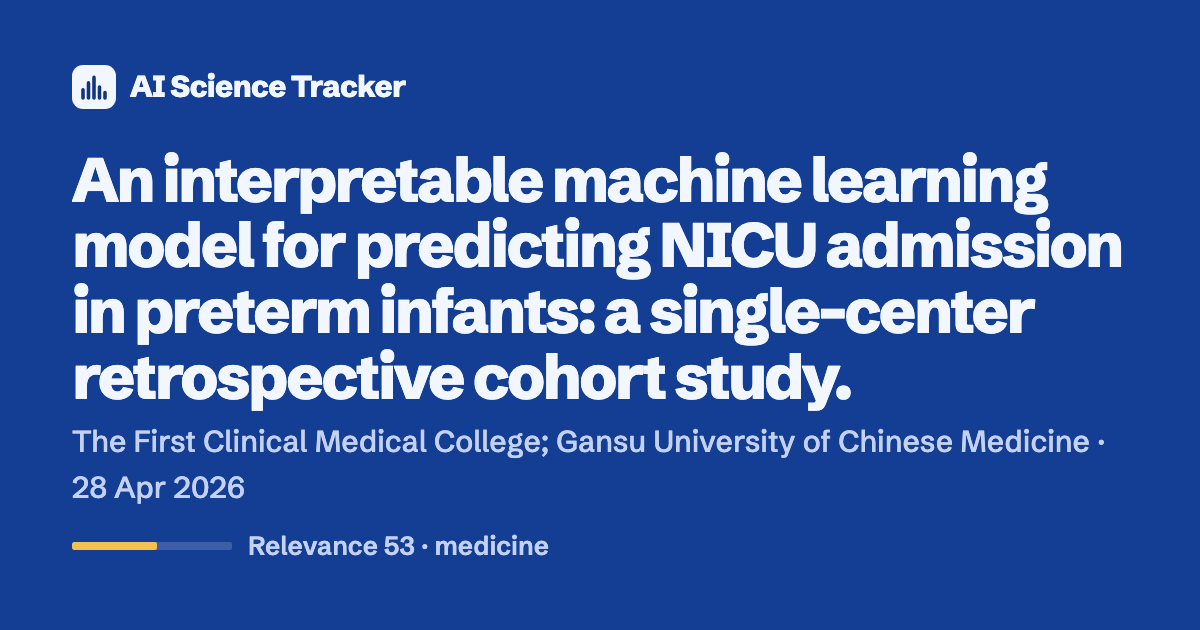 AI Science Tracker
An interpretable machine learning
model for predicting NICU admission
in preterm infants: a single-center
retrospective cohort study.
The First Clinical Medical College; Gansu University of Chinese Medicine ·
28 Apr 2026
Relevance 53 · medicine